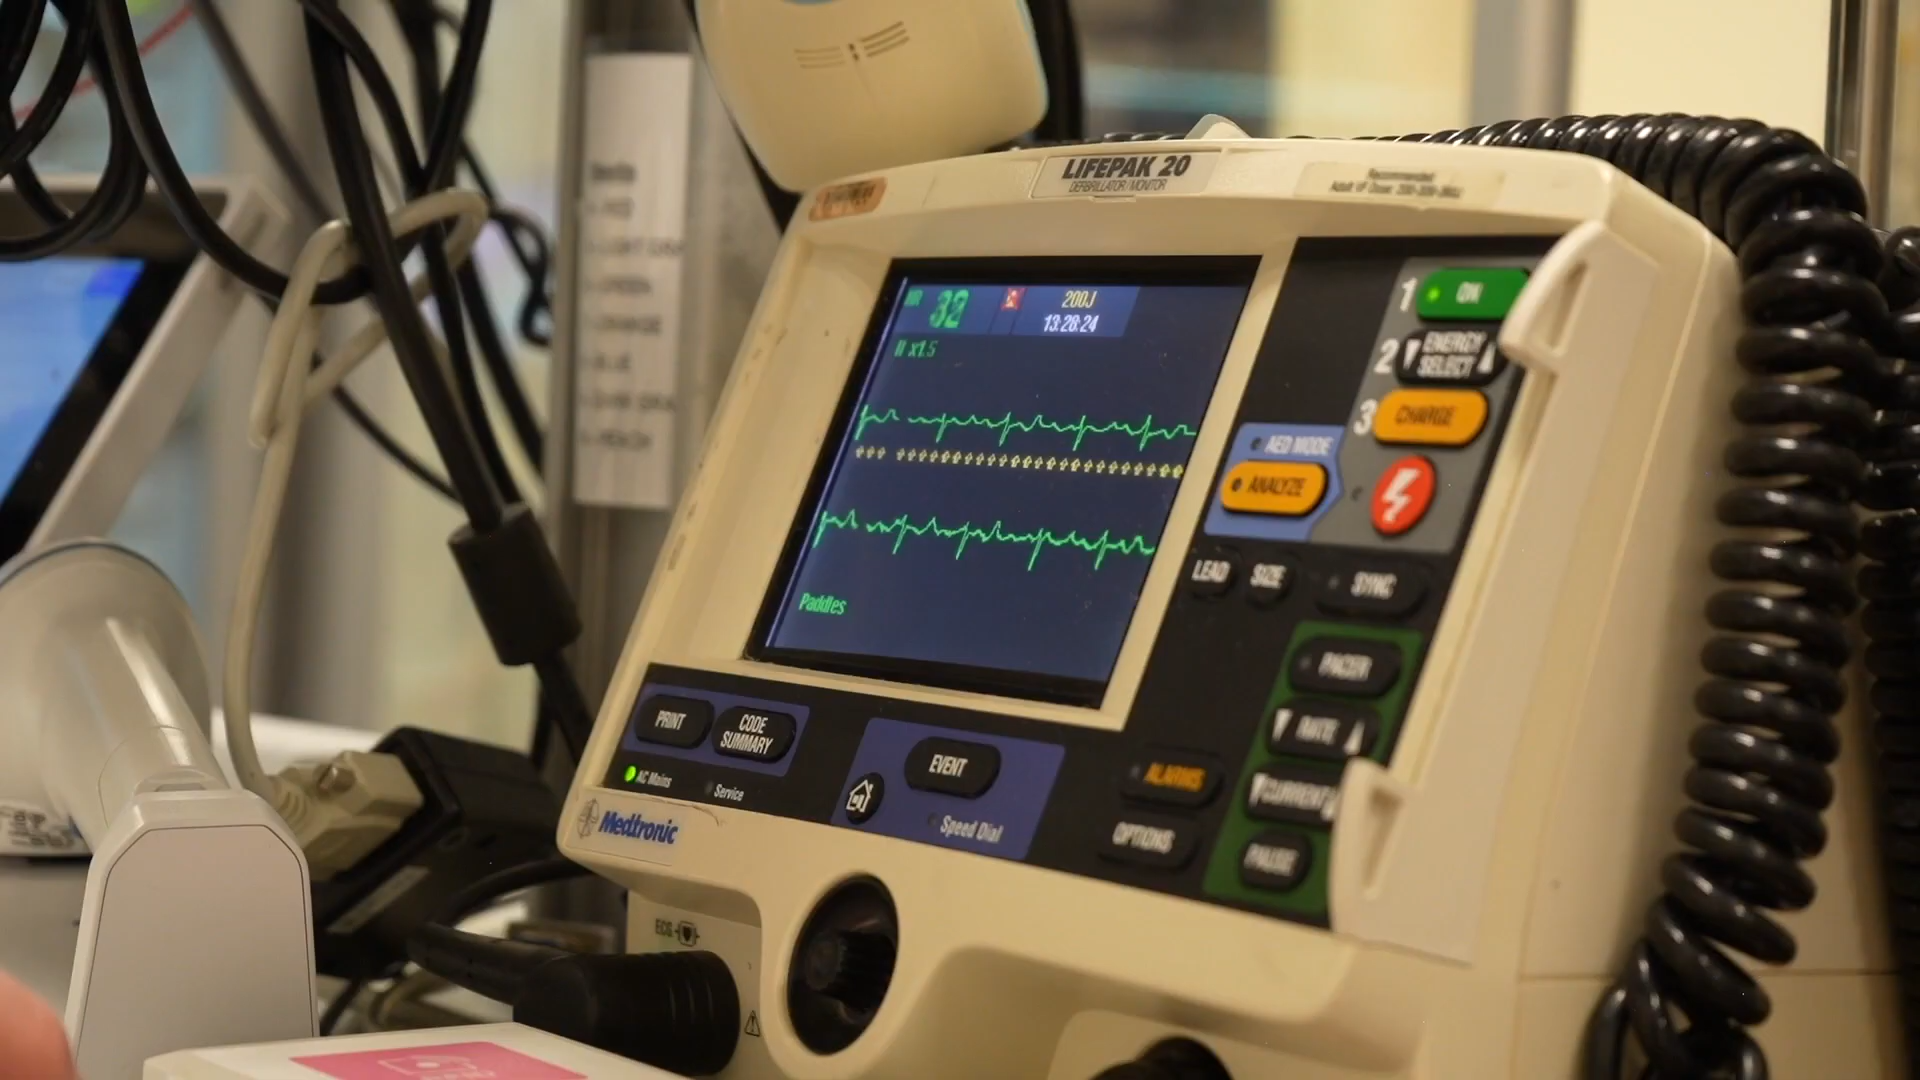 LIFEPAK 20
DEFIBRILLATOR/MONITOR
Recommended
HR
200J
13:28:24
II x1.5
Paddles
1 ON
2 ENERGY
SELECT
3 CHARGE
AED MODE
ANALYZE
LEAD
SIZE
SYNC
PACER
RATE
CURRENT
PAUSE
PRINT
CODE
SUMMARY
EVENT
ALARMS
OPTIONS
AC Mains
Service
Speed Dial
Medtronic
ECG